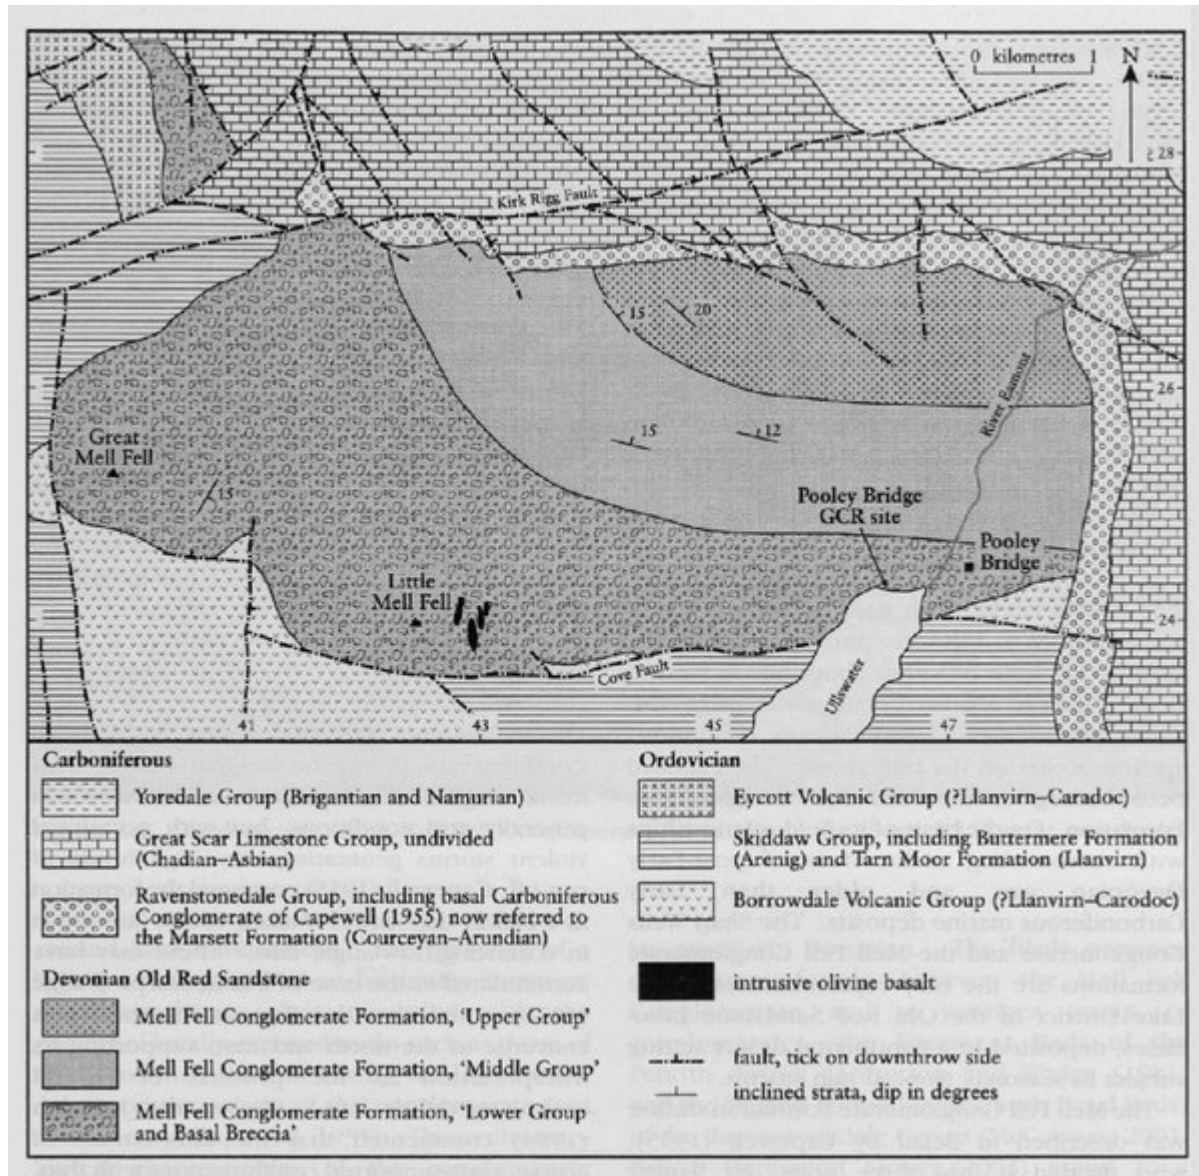 0 kilometres 1
N
28
Kirk Rigg Fault
15
20
River Eamont
26
15
12
Great
Mell Fell
15
Pooley Bridge
GCR site
Pooley
Bridge
Little
Mell Fell
24
Cove Fault
Ullswater
41
43
45
47
Carboniferous
Yoredale Group (Brigantian and Namurian)
Great Scar Limestone Group, undivided
(Chadian–Asbian)
Ravenstonedale Group, including basal Carboniferous
Conglomerate of Capewell (1955) now referred to
the Marsett Formation (Courceyan–Arundian)
Devonian Old Red Sandstone
Mell Fell Conglomerate Formation, 'Upper Group'
Mell Fell Conglomerate Formation, 'Middle Group'
Mell Fell Conglomerate Formation, 'Lower Group
and Basal Breccia'
Ordovician
Eycott Volcanic Group (?Llanvirn–Caradoc)
Skiddaw Group, including Buttermere Formation
(Arenig) and Tarn Moor Formation (Llanvirn)
Borrowdale Volcanic Group (?Llanvirn–Carodoc)
intrusive olivine basalt
fault, tick on downthrow side
inclined strata, dip in degrees